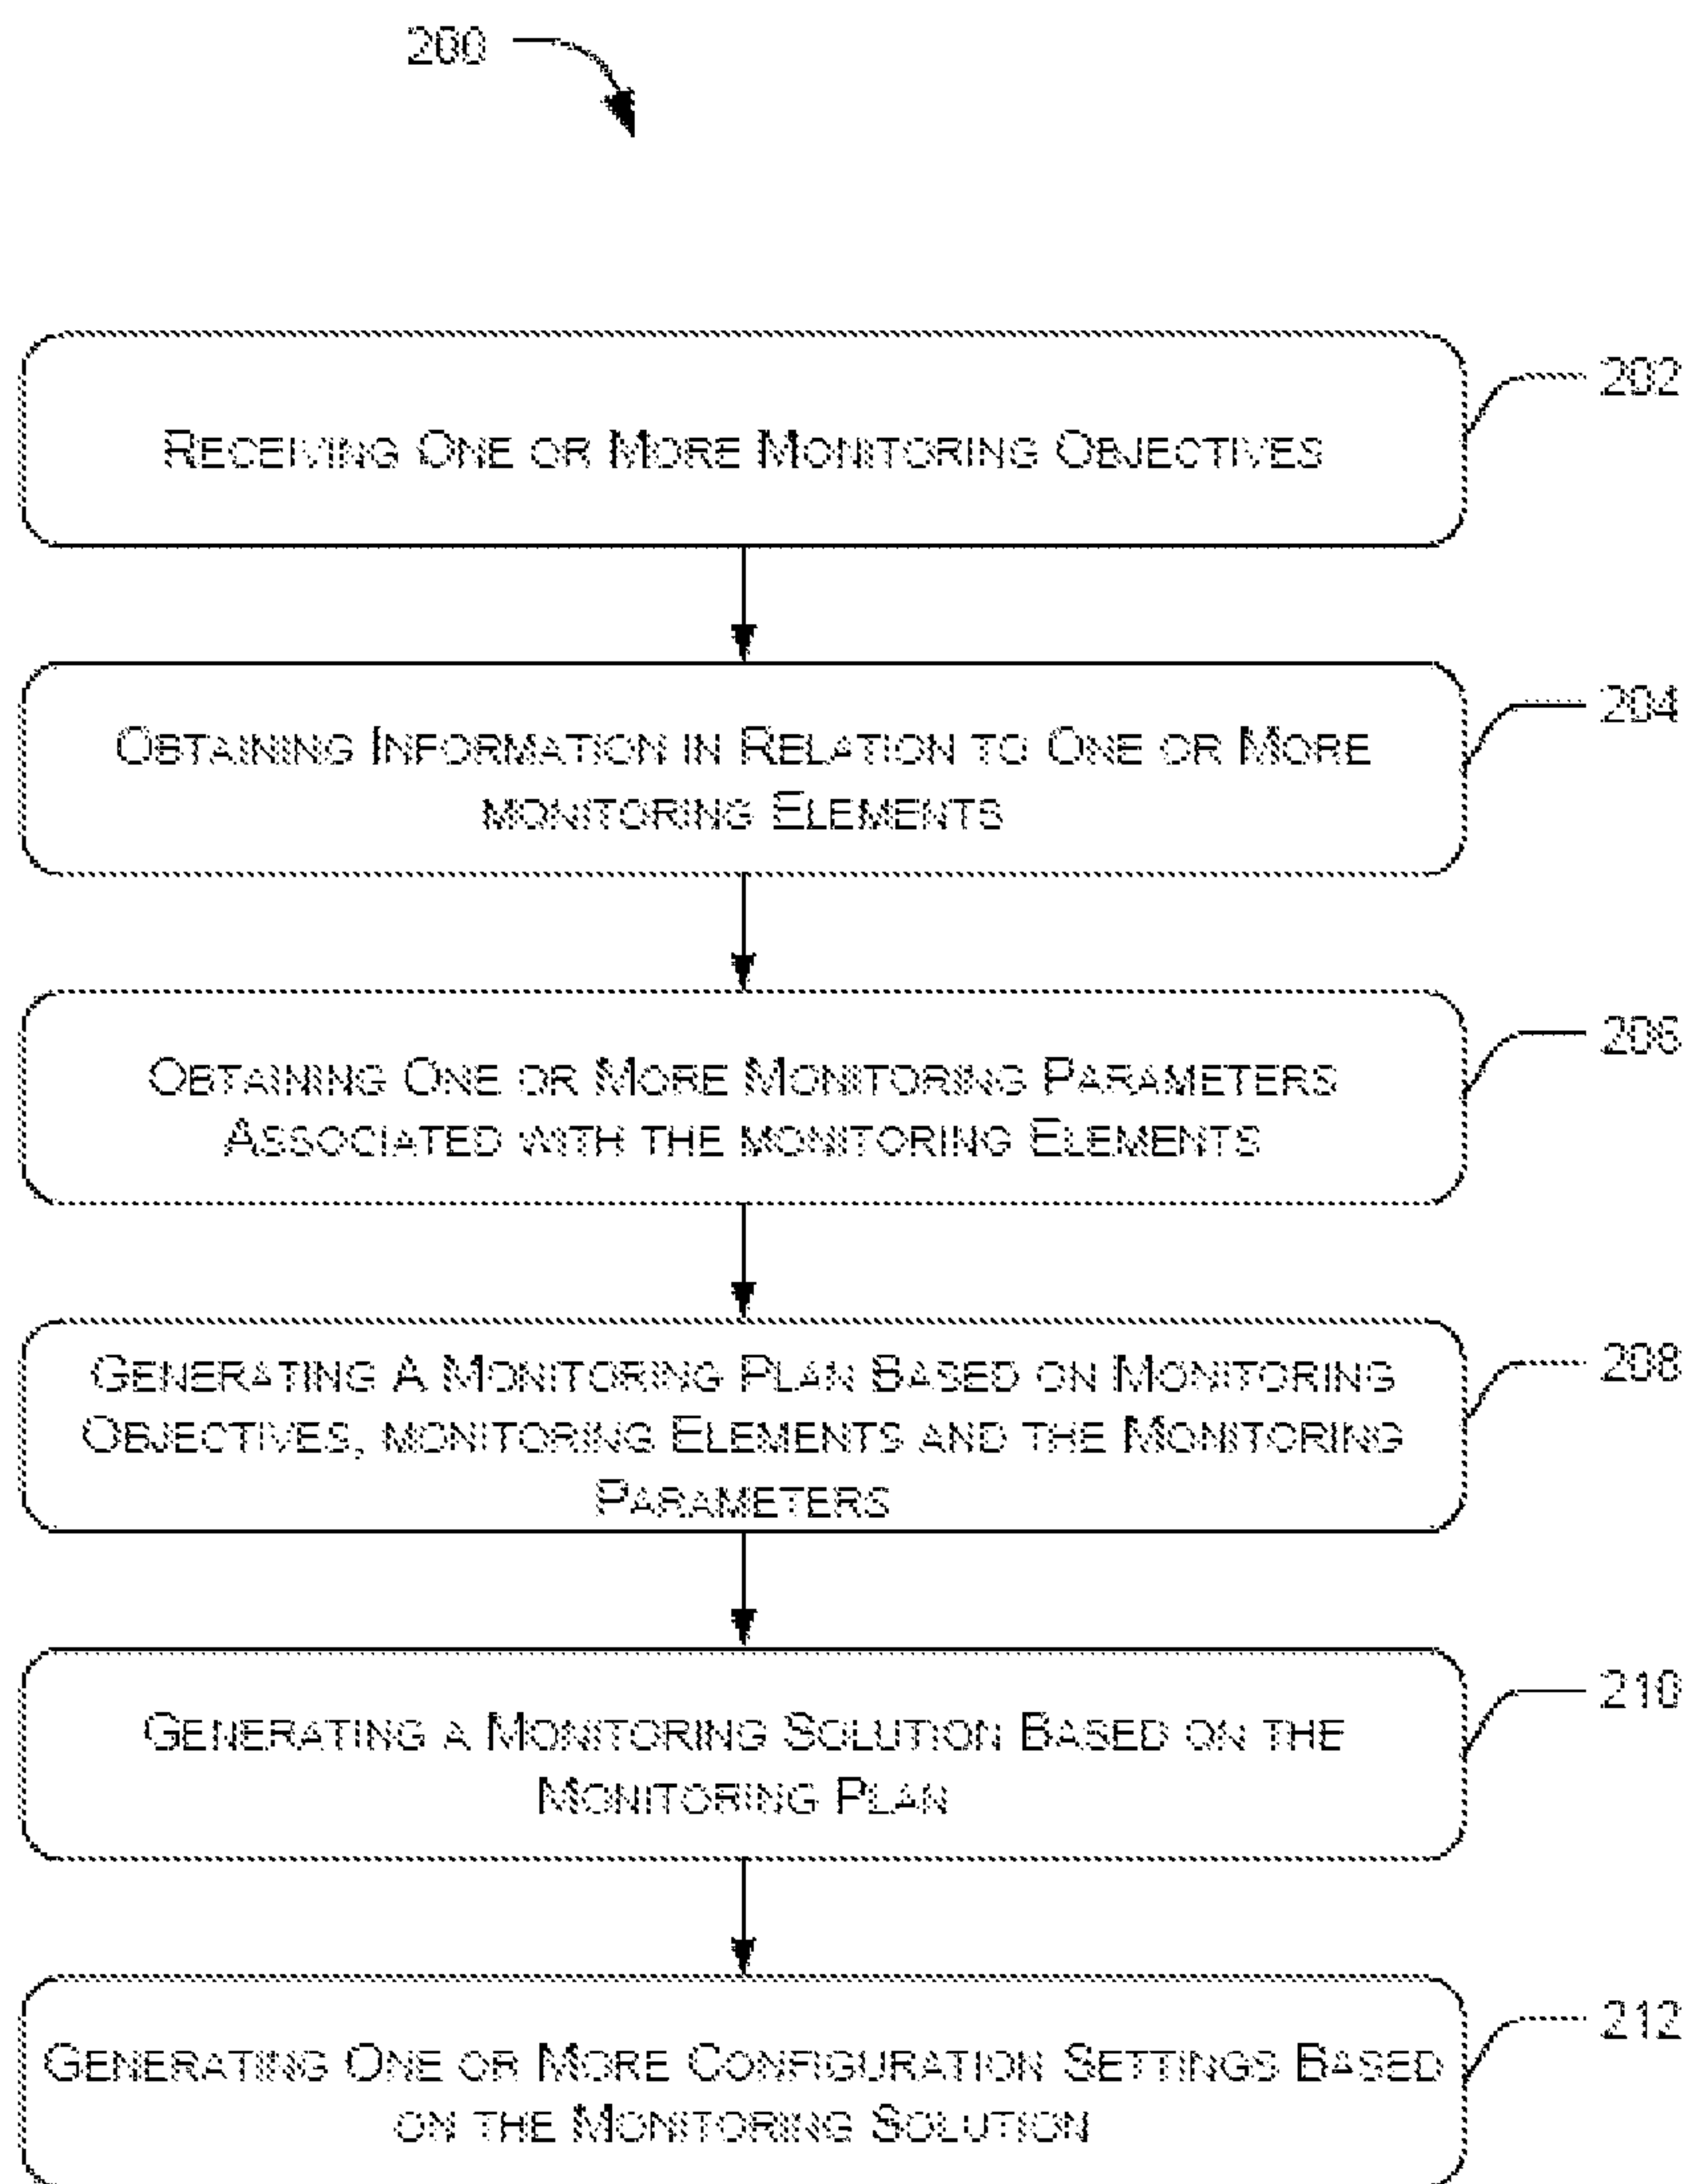 200
202
RECEIVING ONE OR MORE MONITORING OBJECTIVES
204
OBTAINING INFORMATION IN RELATION TO ONE OR MORE
MONITORING ELEMENTS
206
OBTAINING ONE OR MORE MONITORING PARAMETERS
ASSOCIATED WITH THE MONITORING ELEMENTS
208
GENERATING A MONITORING PLAN BASED ON MONITORING
OBJECTIVES, MONITORING ELEMENTS AND THE MONITORING
PARAMETERS
210
GENERATING A MONITORING SOLUTION BASED ON THE
MONITORING PLAN
212
GENERATING ONE OR MORE CONFIGURATION SETTINGS BASED
ON THE MONITORING SOLUTION